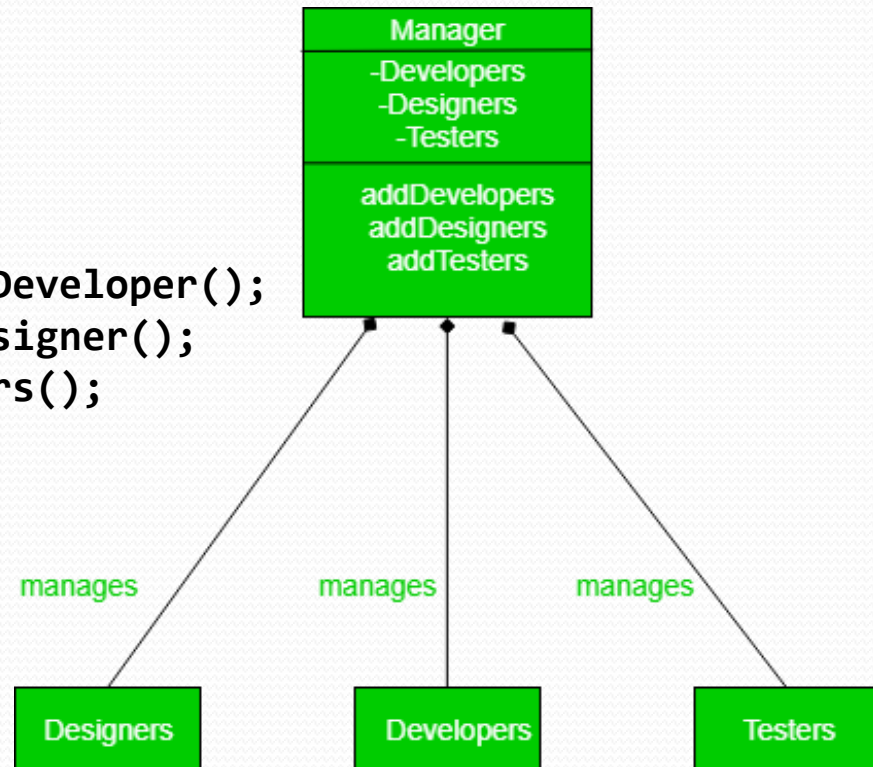 Manager
-Developers
-Designers
-Testers
addDevelopers
addDesigners
addTesters
Developer();
signer();
rs();
manages manages manages
Designers Developers Testers